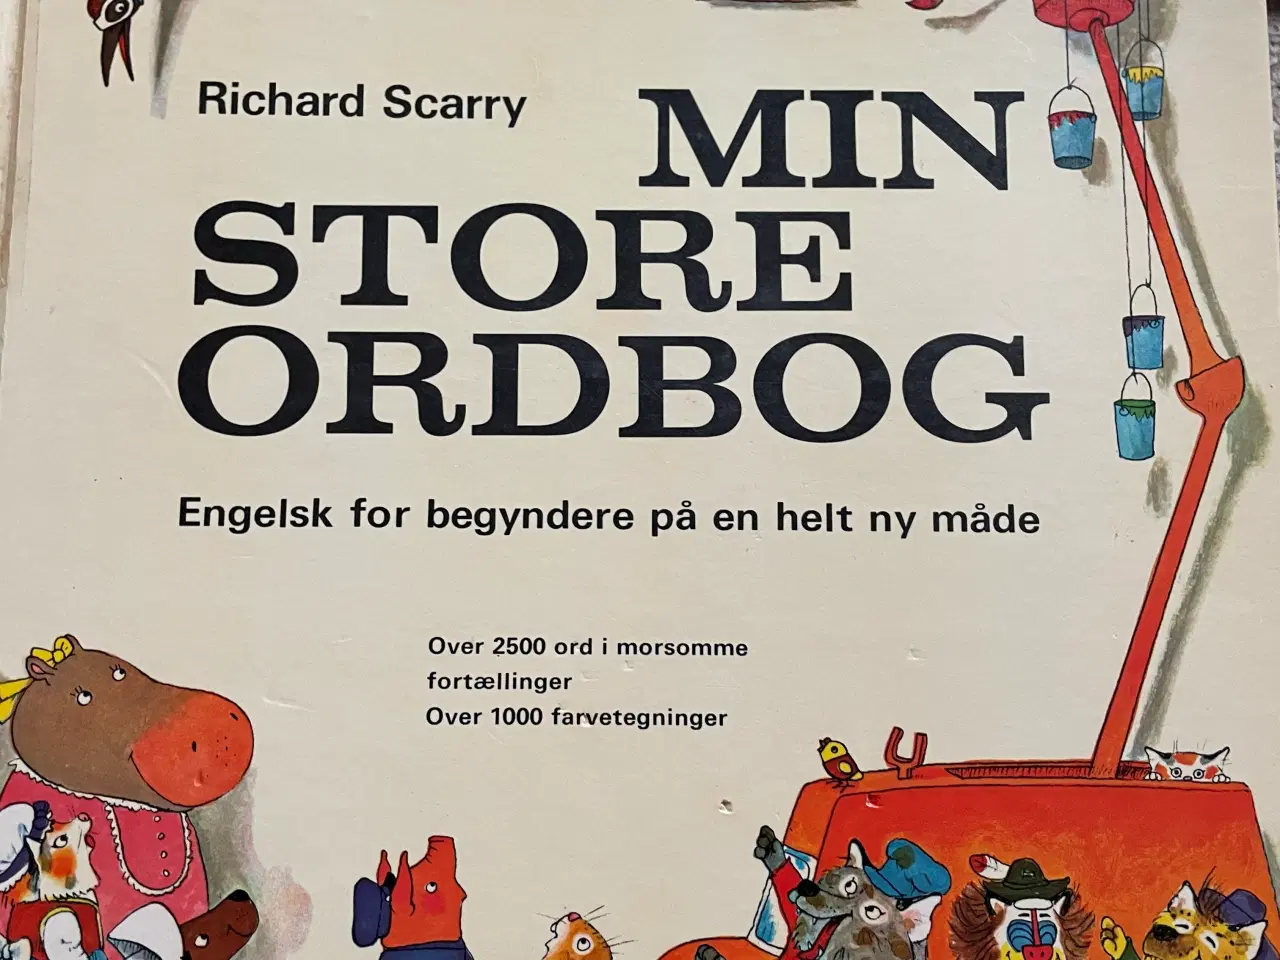 Richard Scarry
MIN
STORE
ORDBOG
Engelsk for begyndere på en helt ny måde
Over 2500 ord i morsomme
fortællinger
Over 1000 farvetegninger